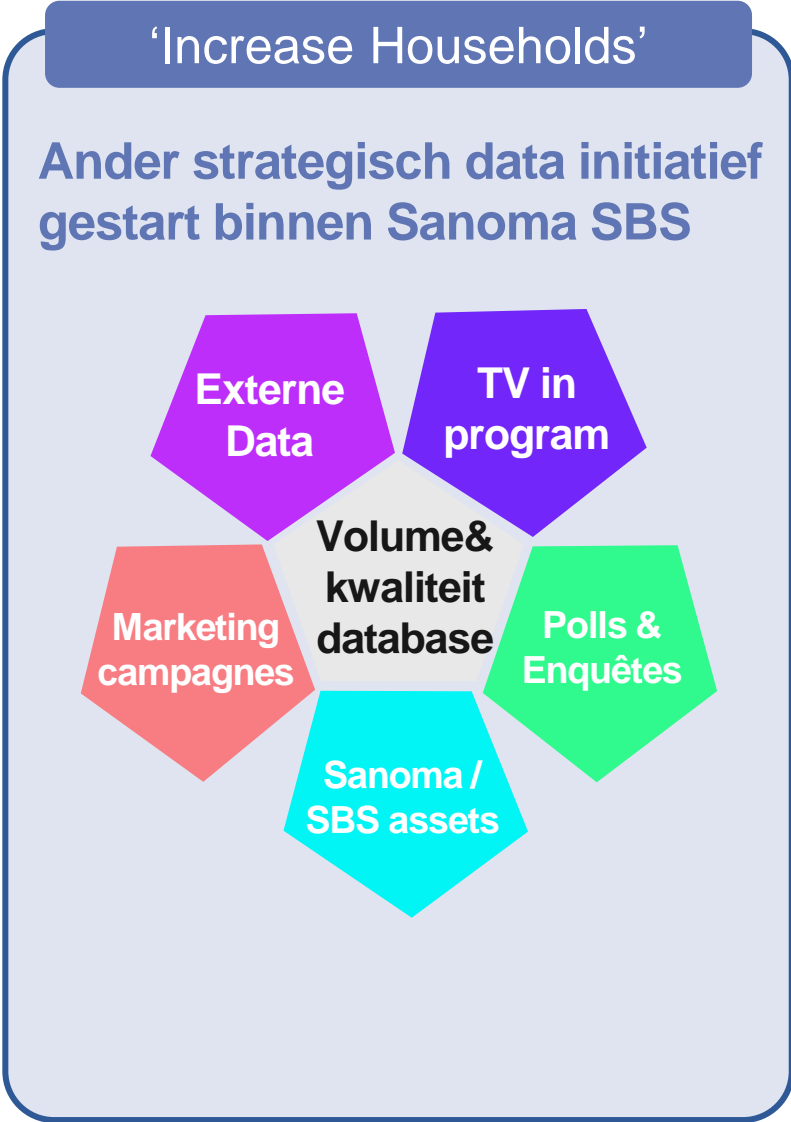 ‘Increase Households’
Ander strategisch data initiatief
gestart binnen Sanoma SBS
Externe
Data
TV in
program
Volume&
kwaliteit
database
Marketing
campagnes
Polls &
Enquêtes
Sanoma /
SBS assets